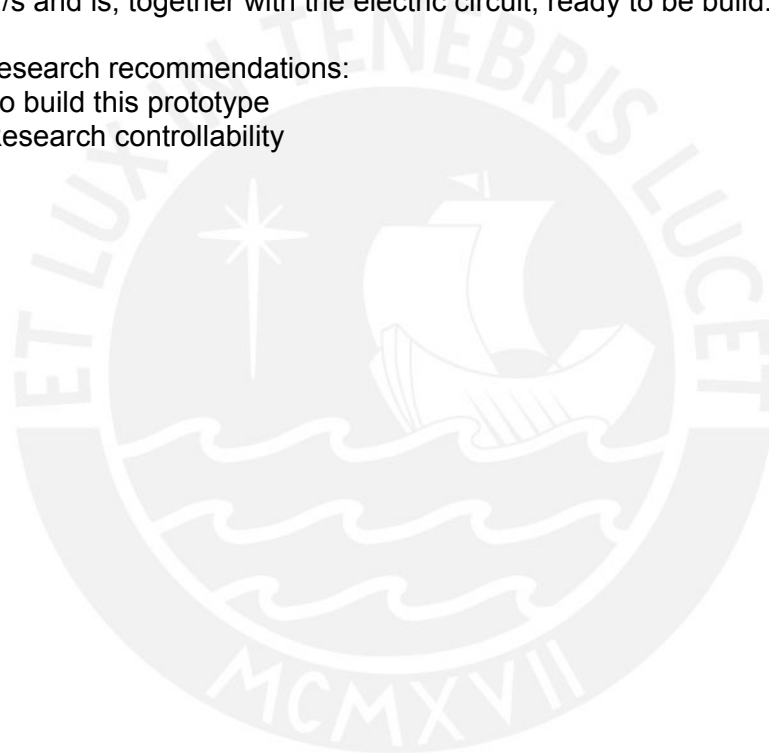 /s and is, together with the electric circuit, ready to be build.
esearch recommendations:
o build this prototype
esearch controllability
ET LUX IN TENEBRIS LUCET
MCMXVII